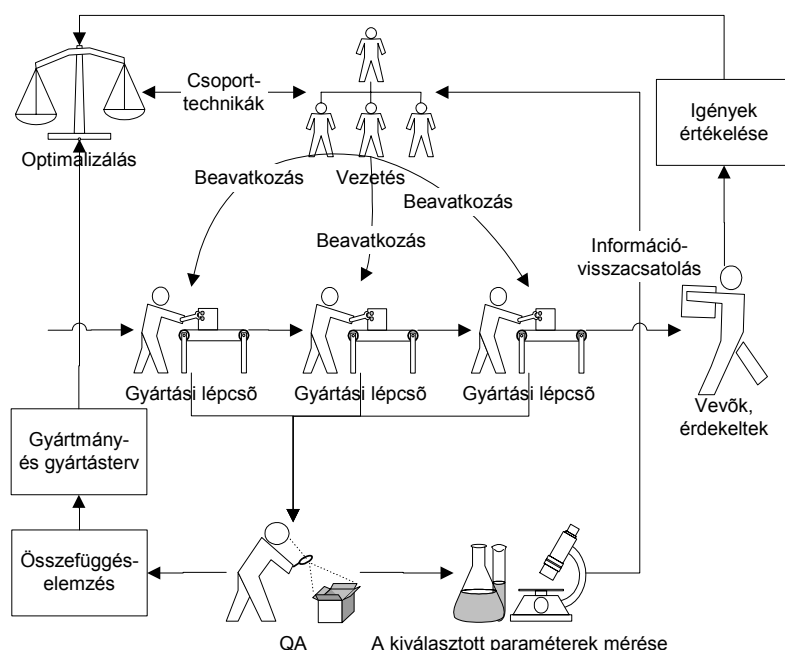 Csoport-
technikák
Igények
értékelése
Optimalizálás
Beavatkozás
Vezetés
Beavatkozás
Beavatkozás
Információ-
visszacsatolás
Gyártási lépcsõ
Gyártási lépcsõ
Gyártási lépcsõ
Vevõk,
érdekeltek
Gyártmány-
és gyártásterv
Összefüggés-
elemzés
QA
A kiválasztott paraméterek mérése